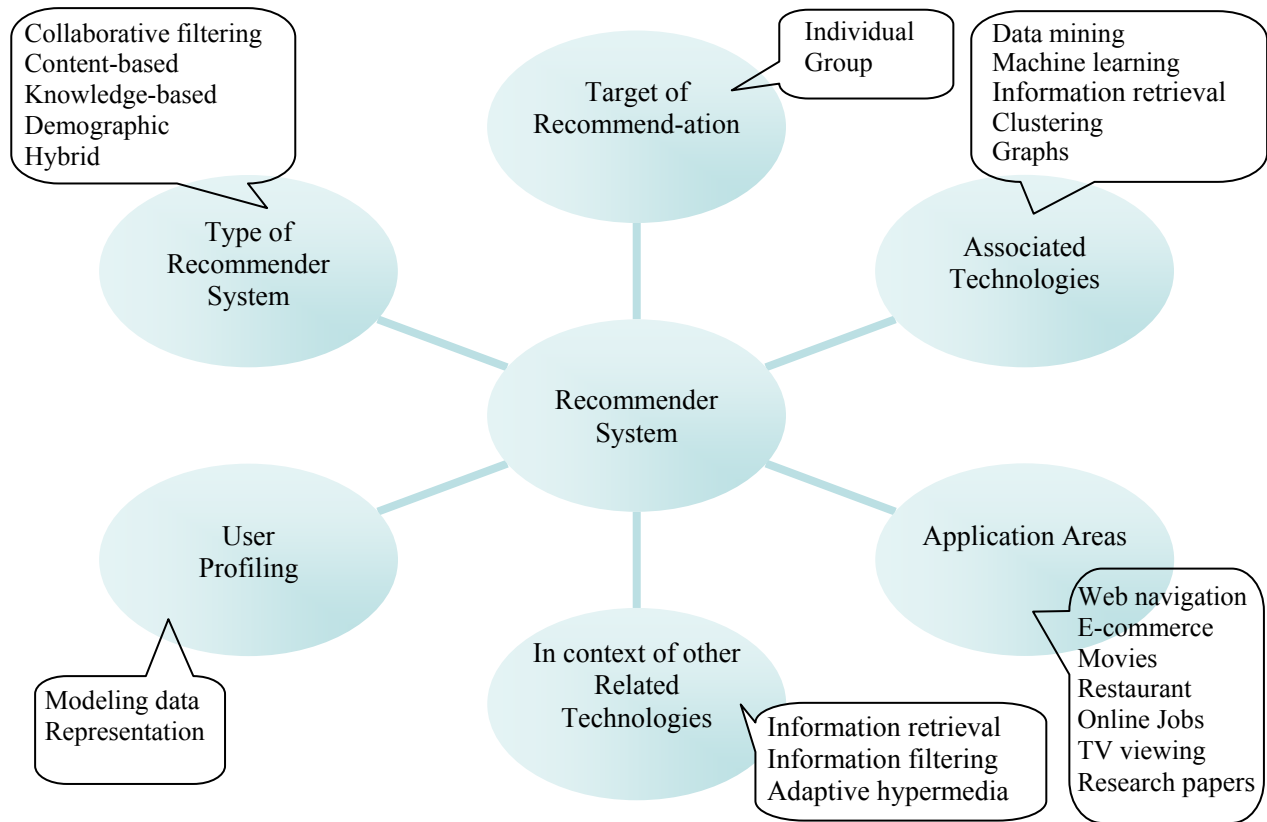 Collaborative filtering
Content-based
Knowledge-based
Demographic
Hybrid
Type of
Recommender
System
Individual
Group
Target of
Recommend-ation
Data mining
Machine learning
Information retrieval
Clustering
Graphs
Associated
Technologies
Recommender
System
User
Profiling
Modeling data
Representation
In context of other
Related
Technologies
Information retrieval
Information filtering
Adaptive hypermedia
Application Areas
Web navigation
E-commerce
Movies
Restaurant
Online Jobs
TV viewing
Research papers